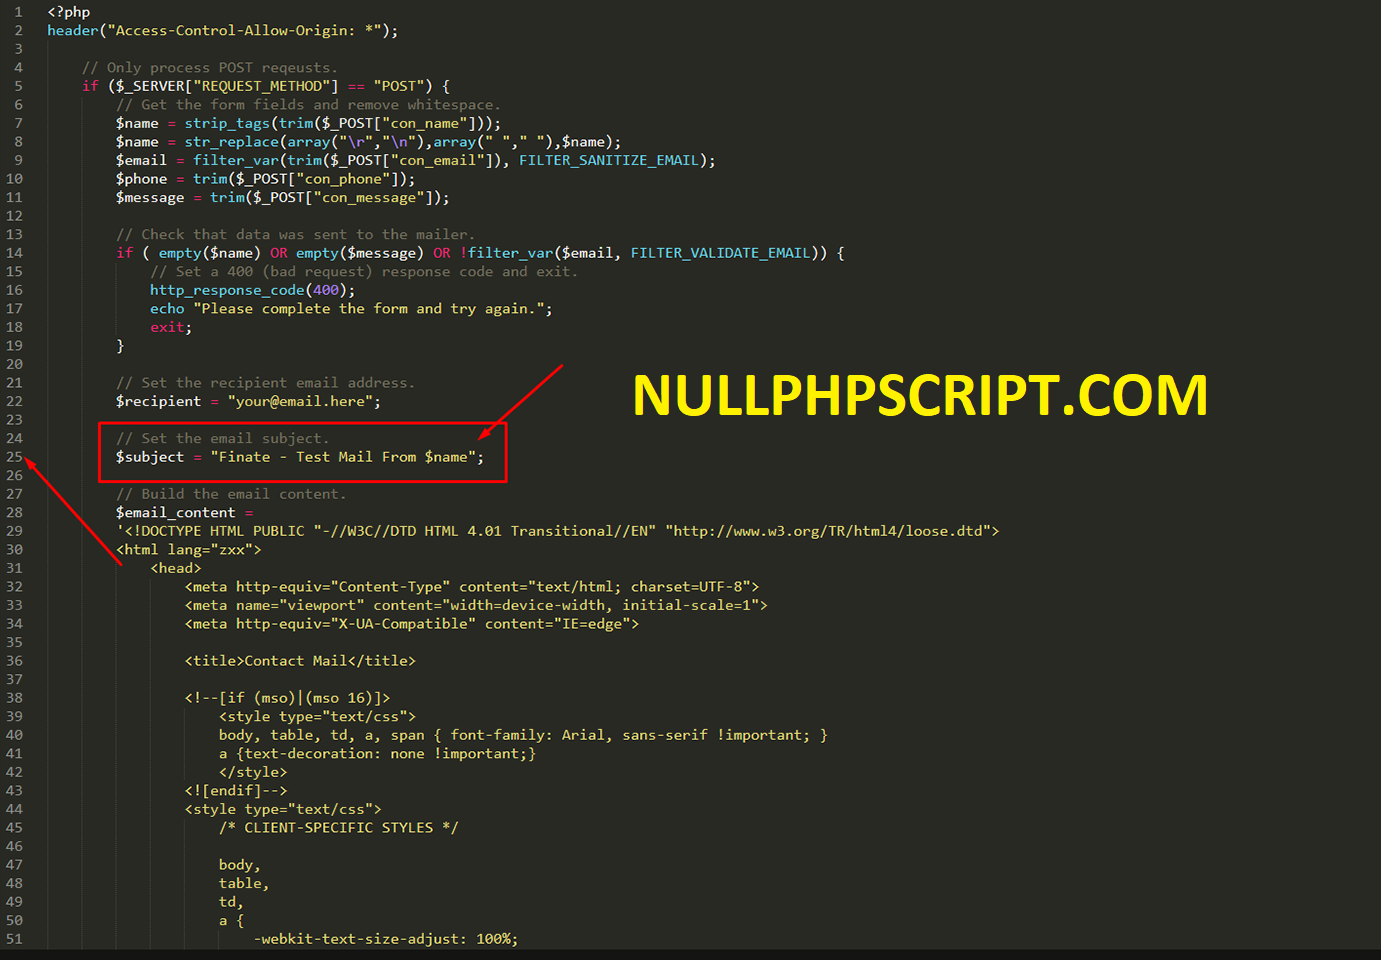 1 <?php
2 header("Access-Control-Allow-Origin: *");
3
4 // Only process POST reqeusts.
5 if ($_SERVER["REQUEST_METHOD"] == "POST") {
6 // Get the form fields and remove whitespace.
7 $name = strip_tags(trim($_POST["con_name"]));
8 $name = str_replace(array("\r","\n"),array(" "," "),$name);
9 $email = filter_var(trim($_POST["con_email"]), FILTER_SANITIZE_EMAIL);
10 $phone = trim($_POST["con_phone"]);
11 $message = trim($_POST["con_message"]);
12
13 // Check that data was sent to the mailer.
14 if ( empty($name) OR empty($message) OR !filter_var($email, FILTER_VALIDATE_EMAIL)) {
15 // Set a 400 (bad request) response code and exit.
16 http_response_code(400);
17 echo "Please complete the form and try again.";
18 exit;
19 }
20
21 // Set the recipient email address.
22 $recipient = "your@email.here";
NULLPHPSCRIPT.COM
23
24 // Set the email subject.
25 $subject = "Finate - Test Mail From $name";
26
27 // Build the email content.
28 $email_content =
29 '<!DOCTYPE HTML PUBLIC "-//W3C//DTD HTML 4.01 Transitional//EN" "http://www.w3.org/TR/html4/loose.dtd">
30 <html lang="zxx">
31 <head>
32 <meta http-equiv="Content-Type" content="text/html; charset=UTF-8">
33 <meta name="viewport" content="width=device-width, initial-scale=1">
34 <meta http-equiv="X-UA-Compatible" content="IE=edge">
35
36 <title>Contact Mail</title>
37
38 <!--[if (mso)|(mso 16)]>
39 <style type="text/css">
40 body, table, td, a, span { font-family: Arial, sans-serif !important; }
41 a {text-decoration: none !important;}
42 </style>
43 <![endif]-->
44 <style type="text/css">
45 /* CLIENT-SPECIFIC STYLES */
46
47 body,
48 table,
49 td,
50 a {
51 -webkit-text-size-adjust: 100%;